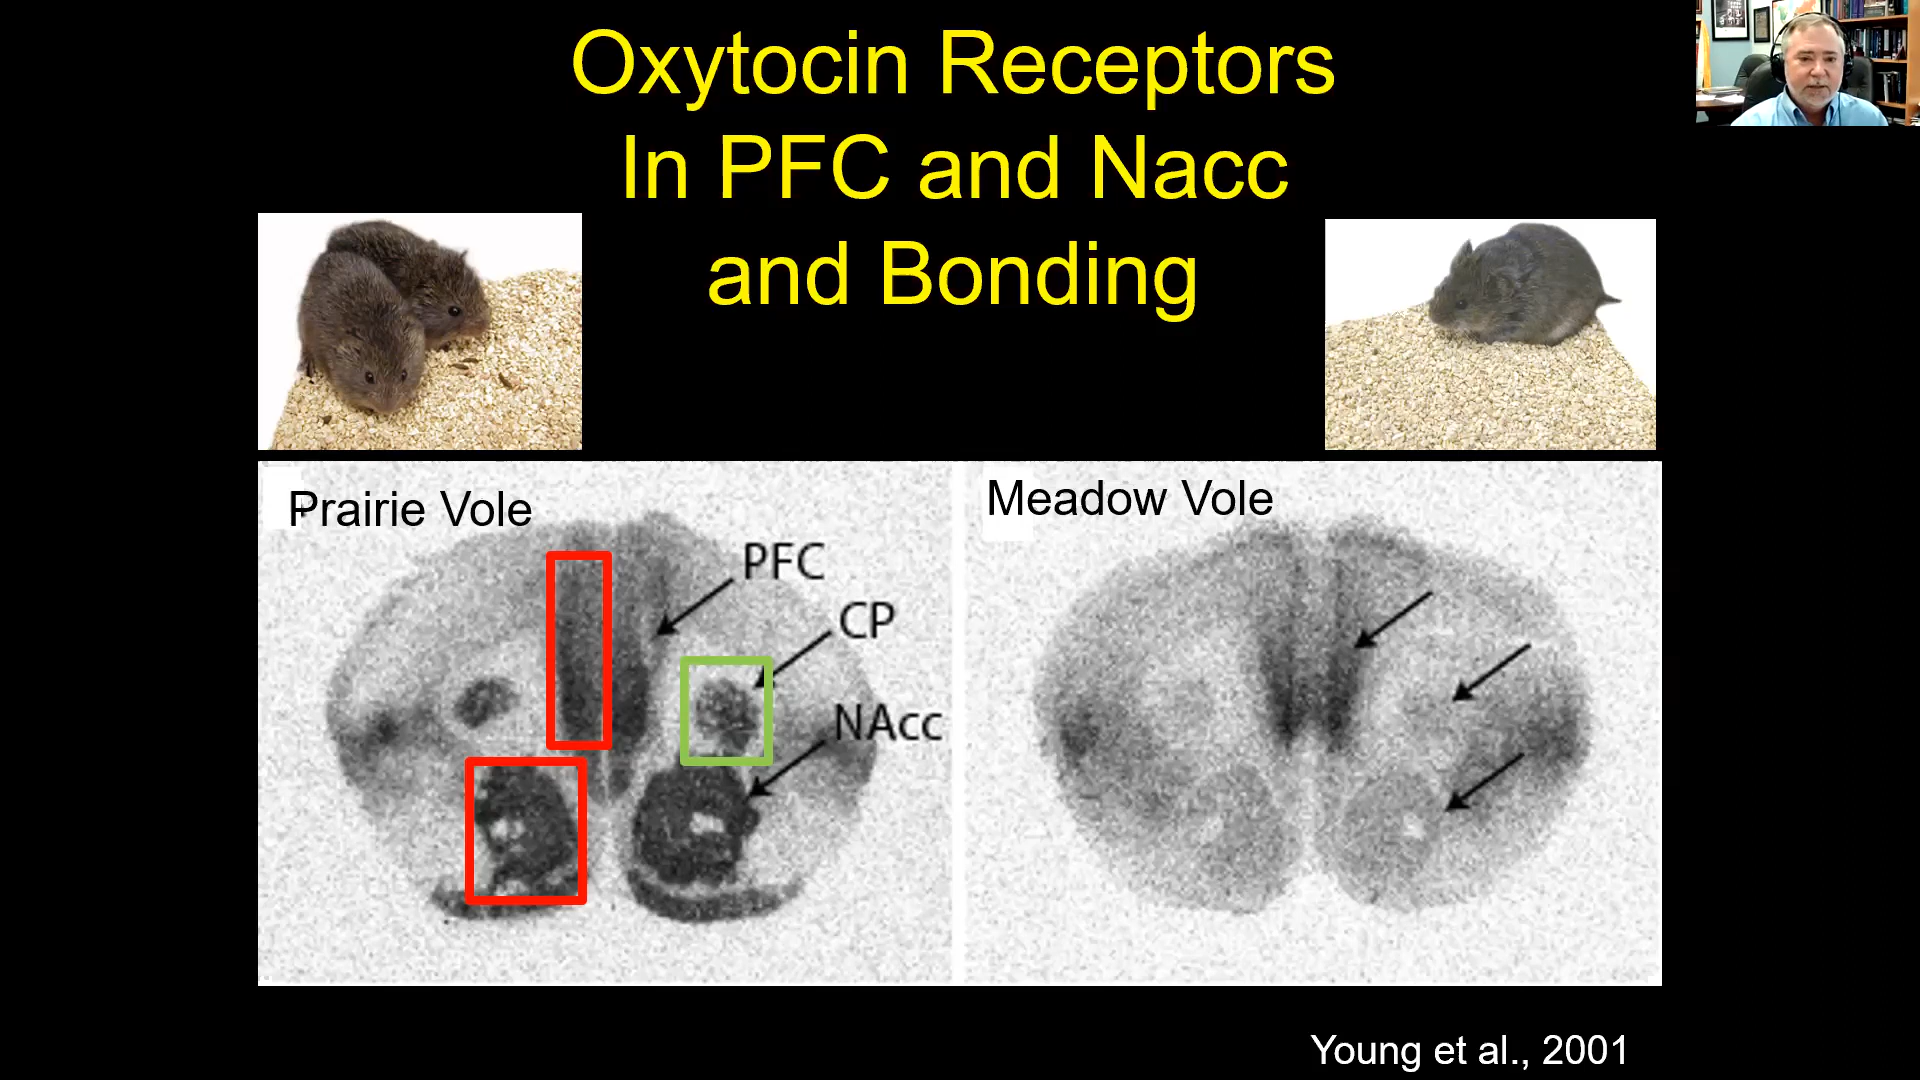 Oxytocin Receptors
In PFC and Nacc
and Bonding
Prairie Vole
PFC
CP
NAcc
Meadow Vole
Young et al., 2001